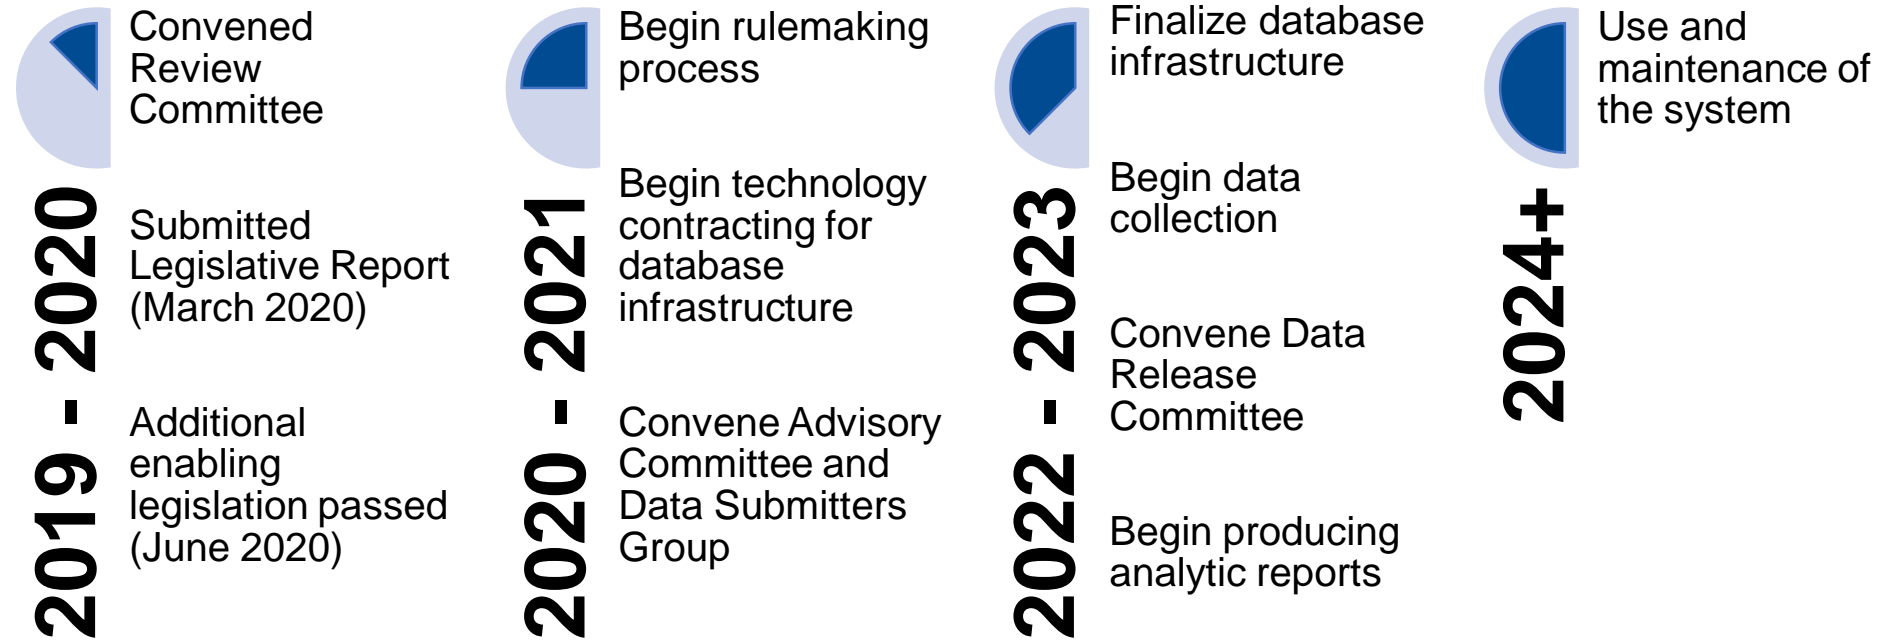 2019 - 2020
Convened
Review
Committee
Submitted
Legislative Report
(March 2020)
Additional
enabling
legislation passed
(June 2020)
2020 - 2021
Begin rulemaking
process
Begin technology
contracting for
database
infrastructure
Convene Advisory
Committee and
Data Submitters
Group
2022 - 2023
Finalize database
infrastructure
Begin data
collection
Convene Data
Release
Committee
Begin producing
analytic reports
2024+
Use and
maintenance of
the system